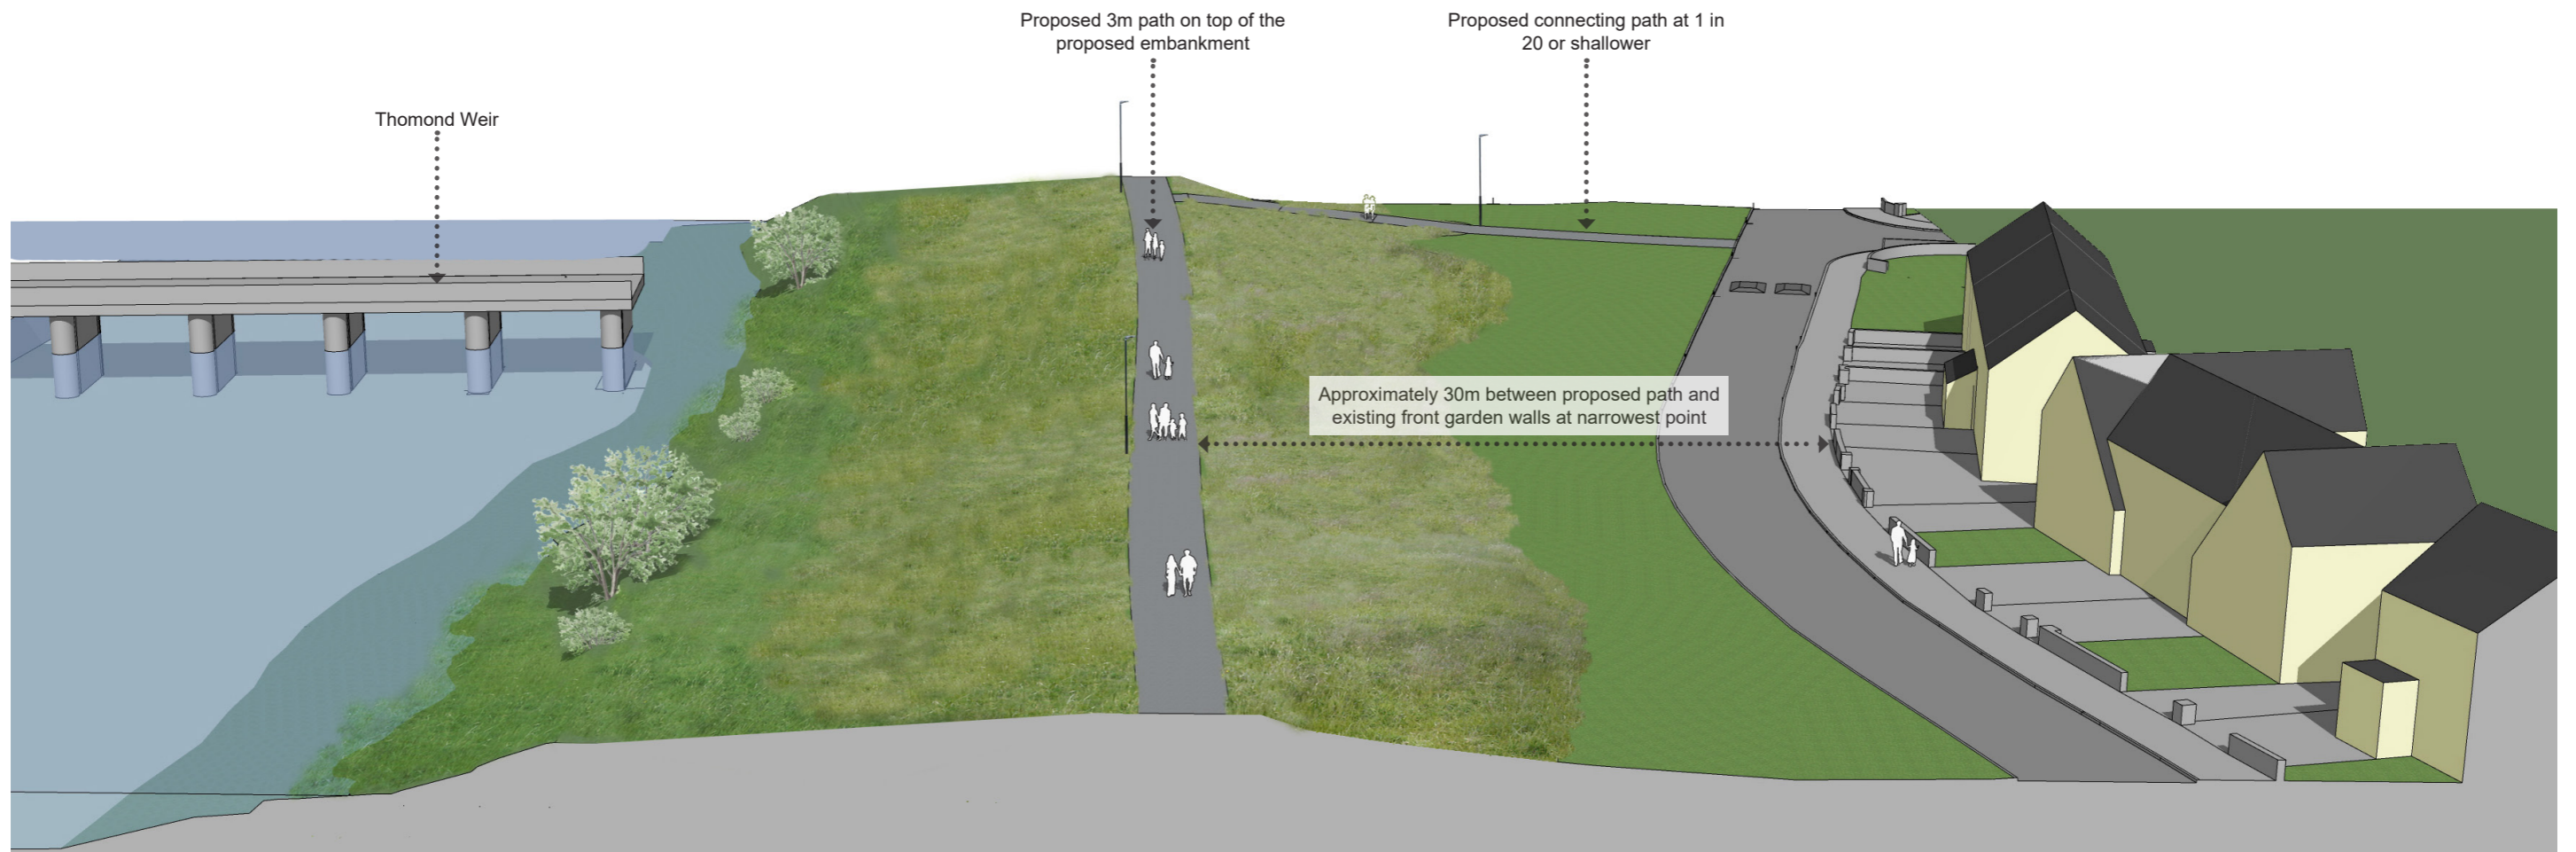 Proposed 3m path on top of the
proposed embankment
Proposed connecting path at 1 in
20 or shallower
Thomond Weir
Approximately 30m between proposed path and
existing front garden walls at narrowest point